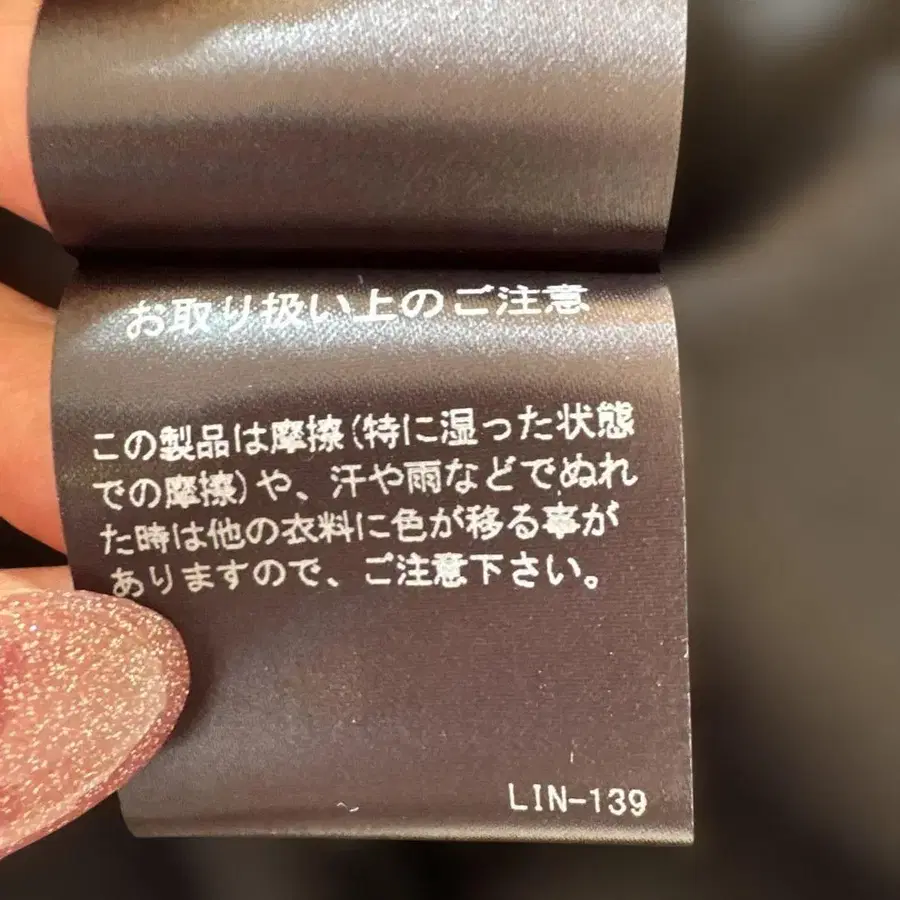 お取り扱い上のご注意
この製品は摩擦(特に湿った状態
での摩擦)や、汗や雨などでぬれ
た時は他の衣料に色が移る事が
ありますので、ご注意下さい。
LIN-139